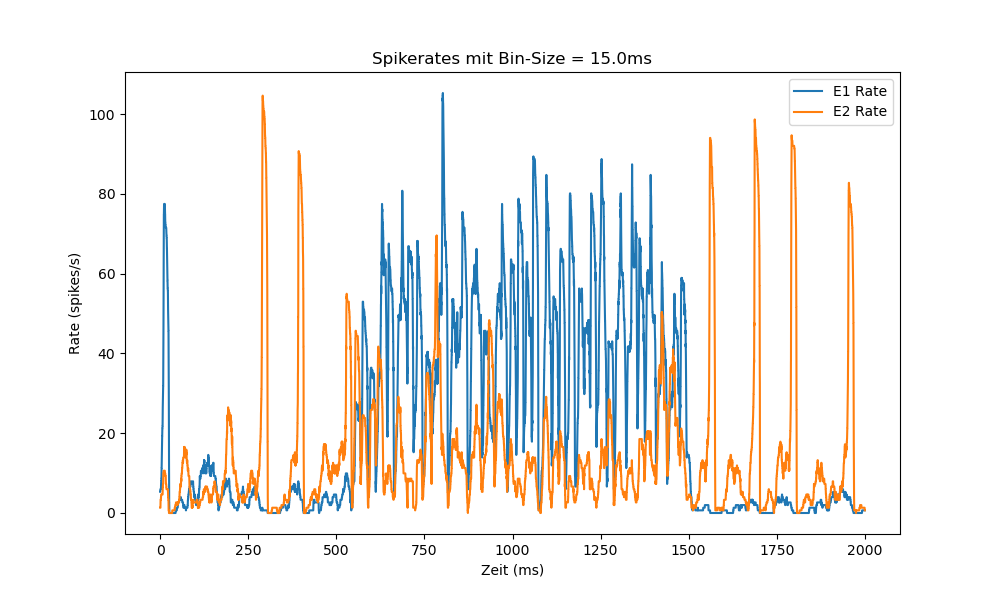 Spikerates mit Bin-Size = 15.0ms
E1 Rate
E2 Rate
100
80
60
40
20
0
Rate (spikes/s)
0 250 500 750 1000 1250 1500 1750 2000
Zeit (ms)